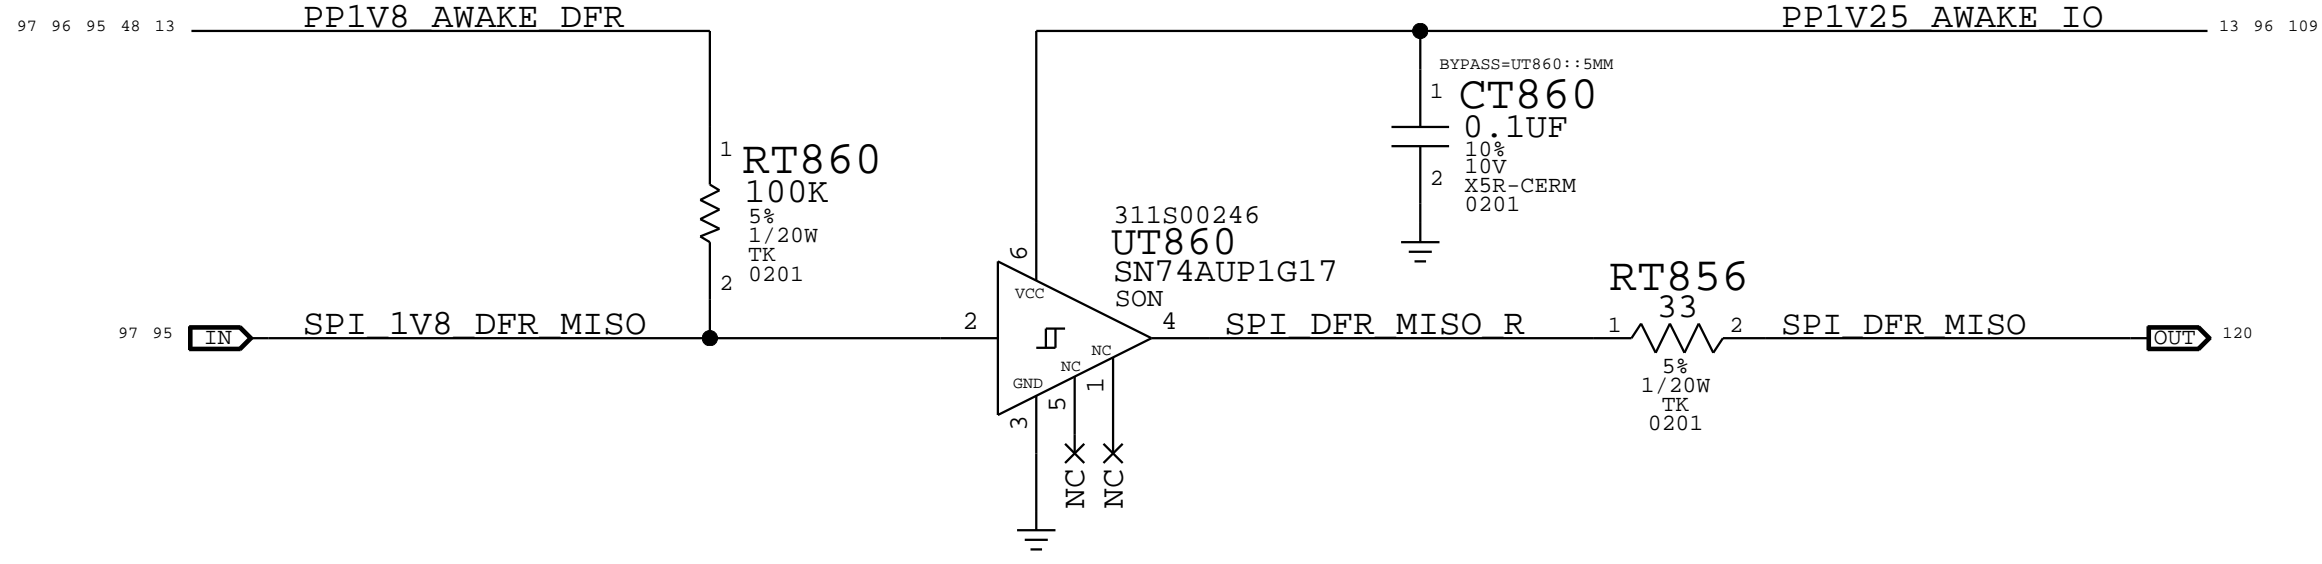 97 96 95 48 13
PP1V8_AWAKE_DFR
PP1V25_AWAKE_IO
13 96 109
BYPASS=UT860::5MM
1
CT860
0.1UF
10%
10V
2
X5R-CERM
0201
1
RT860
100K
5%
1/20W
TK
0201
2
311S00246
UT860
SN74AUP1G17
SON
6
VCC
97 95
IN
SPI_1V8_DFR_MISO
2
4
SPI_DFR_MISO_R
RT856
33
1
2
5%
1/20W
TK
0201
SPI_DFR_MISO
OUT
120
NC
NC
GND
1
5
3
NC
NC